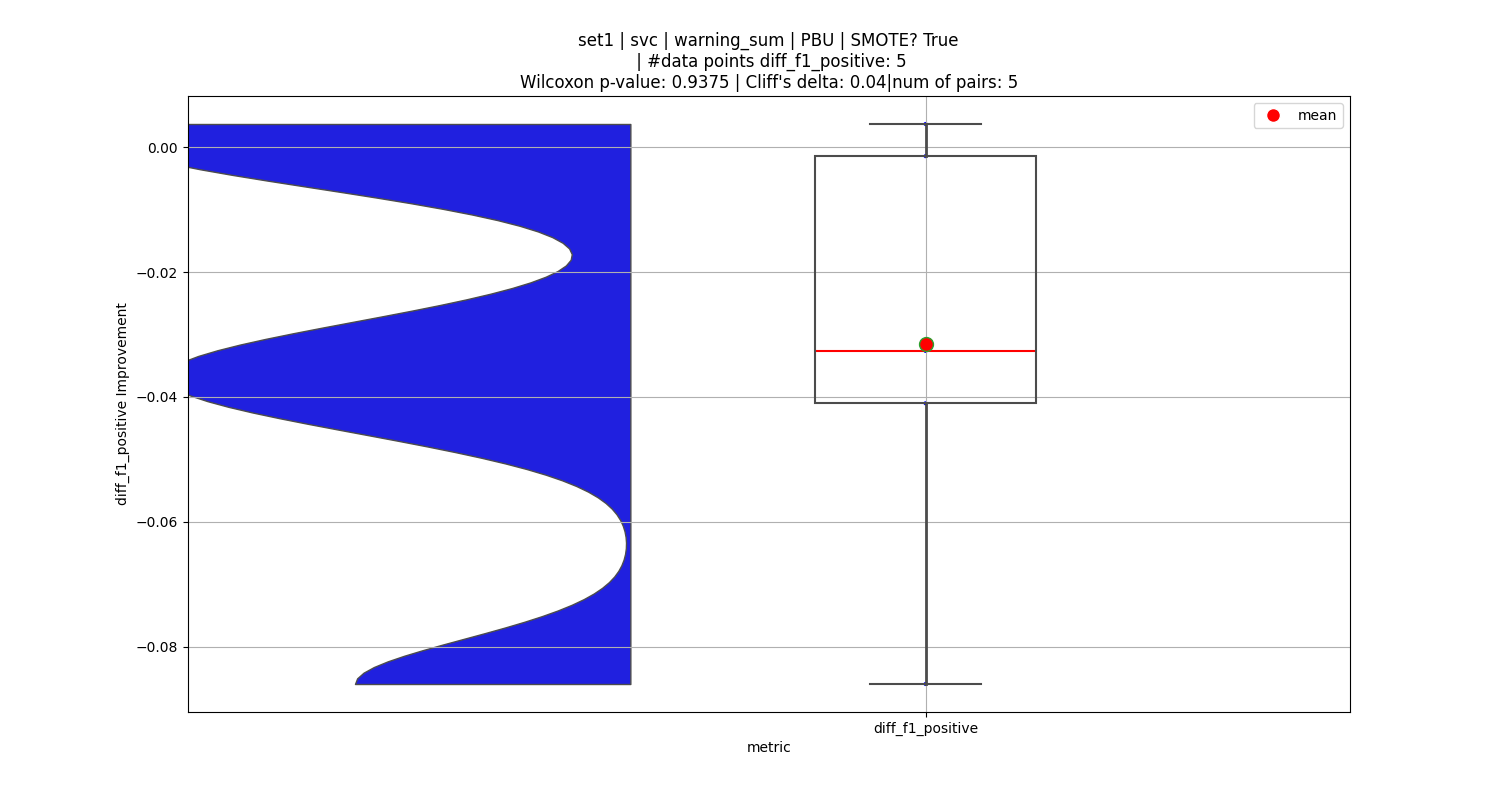 set1 | svc | warning_sum | PBU | SMOTE? True
| #data points diff_f1_positive: 5
Wilcoxon p-value: 0.9375 | Cliff's delta: 0.04|num of pairs: 5
mean
0.00
−0.02
−0.04
−0.06
−0.08
diff_f1_positive Improvement
diff_f1_positive
metric